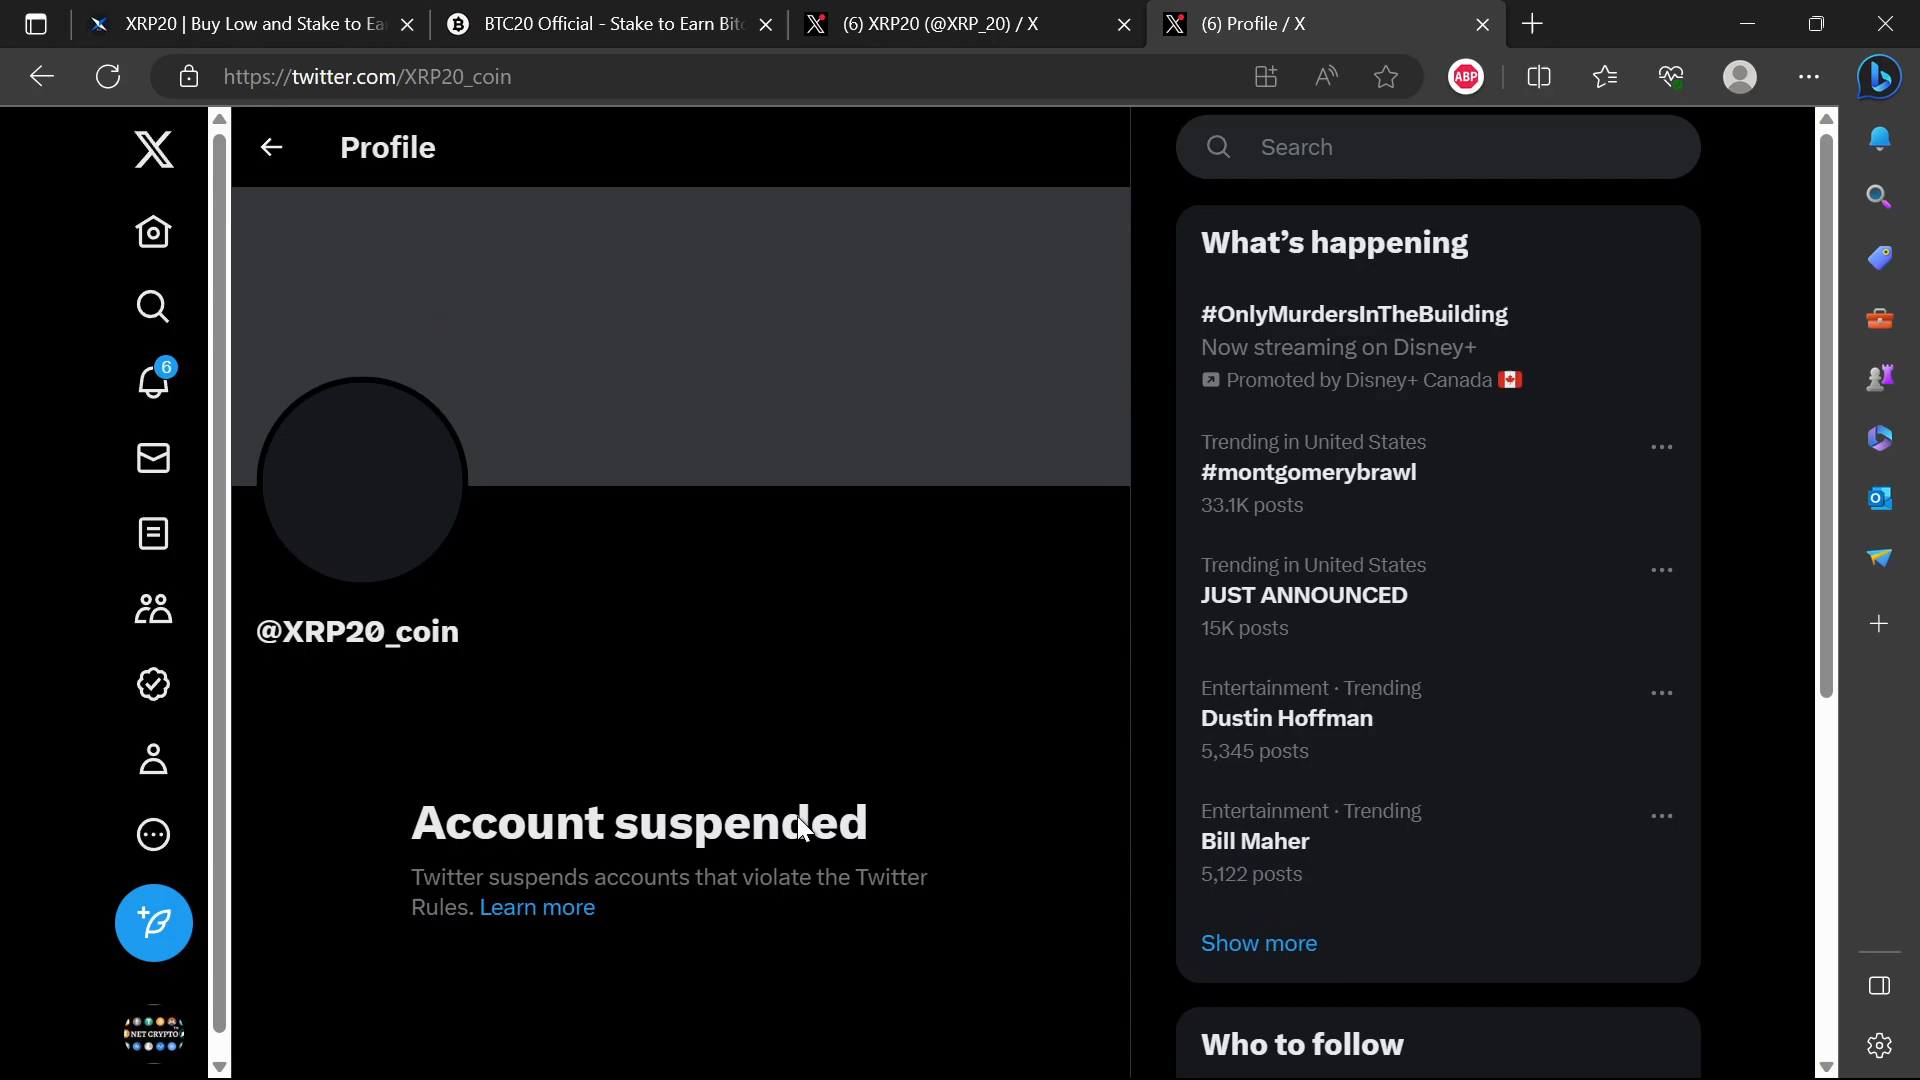 XRP20 | Buy Low and Stake to Ea
BTC20 Official - Stake to Earn Bitc
(6) XRP20 (@XRP_20) / X
(6) Profile / X
https://twitter.com/XRP20_coin
ABP
Profile
Search
What's happening
#OnlyMurdersInTheBuilding
Now streaming on Disney+
Promoted by Disney+ Canada 🇨🇦
Trending in United States
#montgomerybrawl
33.1K posts
Trending in United States
JUST ANNOUNCED
15K posts
Entertainment · Trending
Dustin Hoffman
5,345 posts
Entertainment · Trending
Bill Maher
5,122 posts
Show more
Who to follow
6
@XRP20_coin
Account suspended
Twitter suspends accounts that violate the Twitter
Rules. Learn more
NET CRYPTO